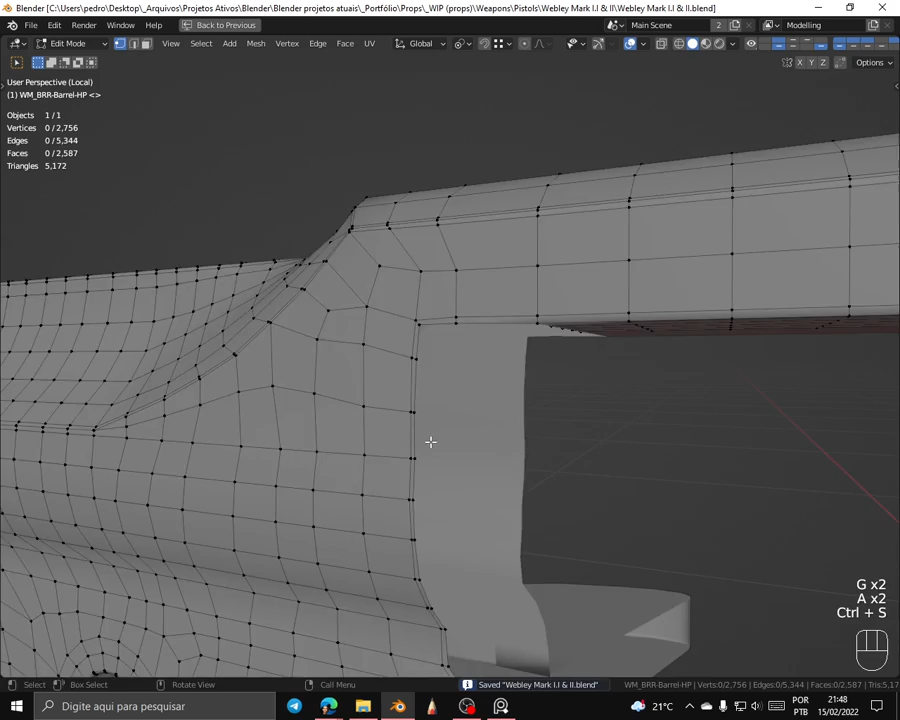 Blender [C:\Users\pedro\Desktop\_Arquivos\Projetos Ativos\Blender\Blender projetos atuais\_Portfólio\Props\_WIP (props)\Weapons\Pistols\Webley Mark I.I & II\Webley Mark I.I & II.blend]
File Edit Render Window Help Back to Previous Main Scene 2 Modelling
Edit Mode View Select Add Mesh Vertex Edge Face UV Global
X Y Z Options
User Perspective (Local)
(1) WM_BRR-Barrel-HP <>
Objects 1/1
Vertices 0/2,756
Edges 0/5,344
Faces 0/2,587
Triangles 5,172
G x2
A x2
Ctrl + S
Select Box Select Rotate View Call Menu Saved "Webley Mark I.I & II.blend" WM_BRR-Barrel-HP | Verts:0/2,756 | Edges:0/5,344 | Faces:0/2,587 | Tris:5,17
Digite aqui para pesquisar 21°C POR 21:48
PTB 15/02/2022